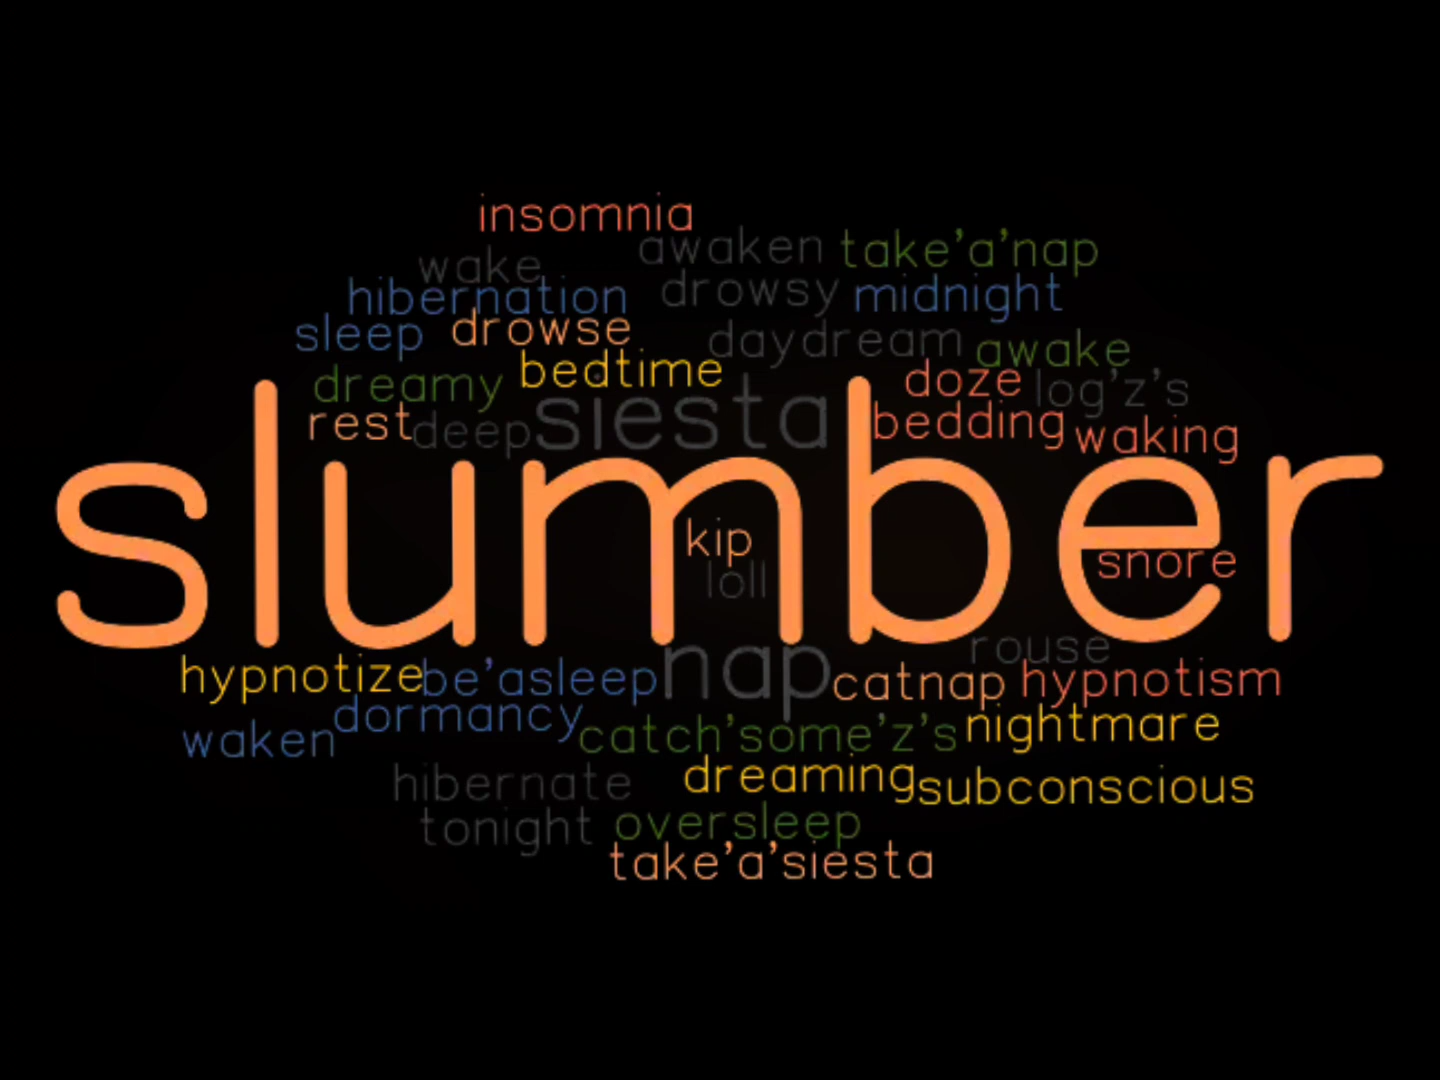 insomnia
awaken take'a'nap
wake
hibernation drowsy midnight
sleep drowse daydream awake
dreamy bedtime doze log'z's
rest deep siesta bedding waking
slumber
kip
snore
loll
rouse
hypnotize be'asleep nap catnap hypnotism
waken dormancy catch'some'z's nightmare
hibernate dreaming subconscious
tonight oversleep
take'a'siesta